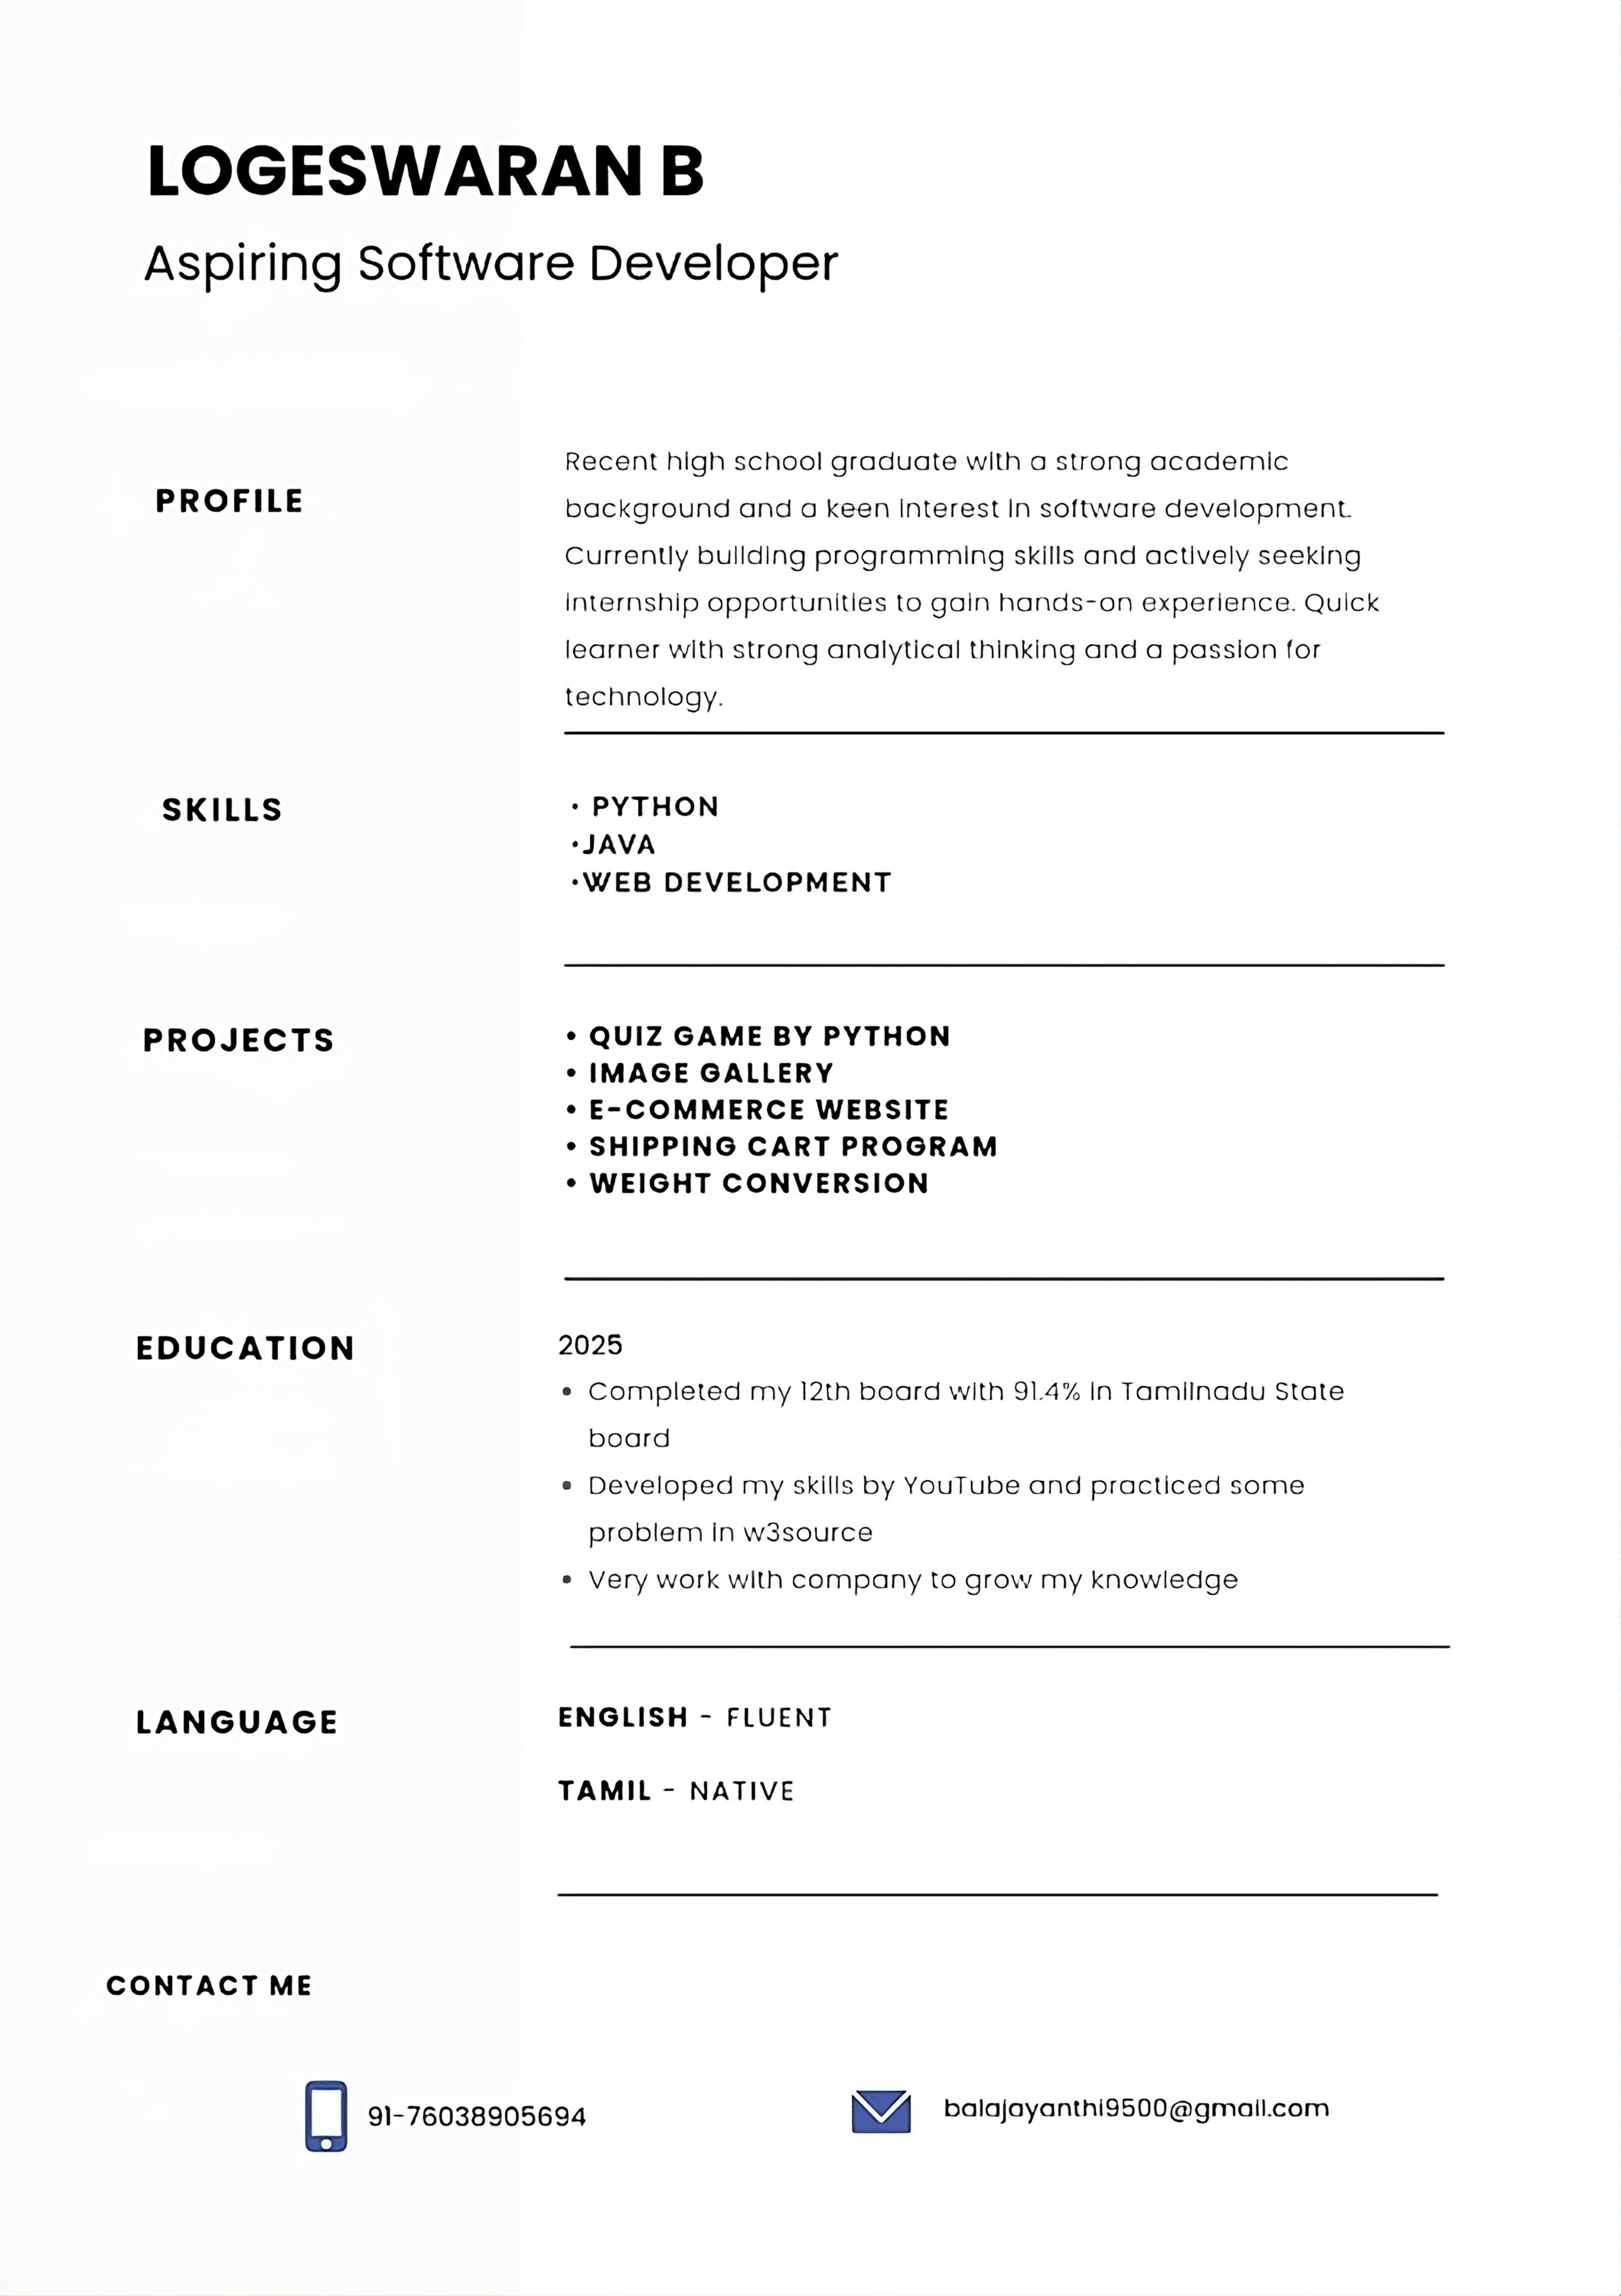 LOGESWARAN B
Aspiring Software Developer
PROFILE
Recent high school graduate with a strong academic
background and a keen interest in software development.
Currently building programming skills and actively seeking
internship opportunities to gain hands-on experience. Quick
learner with strong analytical thinking and a passion for
technology.
SKILLS
• PYTHON
•JAVA
•WEB DEVELOPMENT
PROJECTS
• QUIZ GAME BY PYTHON
• IMAGE GALLERY
• E-COMMERCE WEBSITE
• SHIPPING CART PROGRAM
• WEIGHT CONVERSION
EDUCATION
2025
• Completed my 12th board with 91.4% in Tamilnadu State
board
• Developed my skills by YouTube and practiced some
problem in w3source
• Very work with company to grow my knowledge
LANGUAGE
ENGLISH - FLUENT
TAMIL - NATIVE
CONTACT ME
91-76038905694
balajayanthi9500@gmail.com